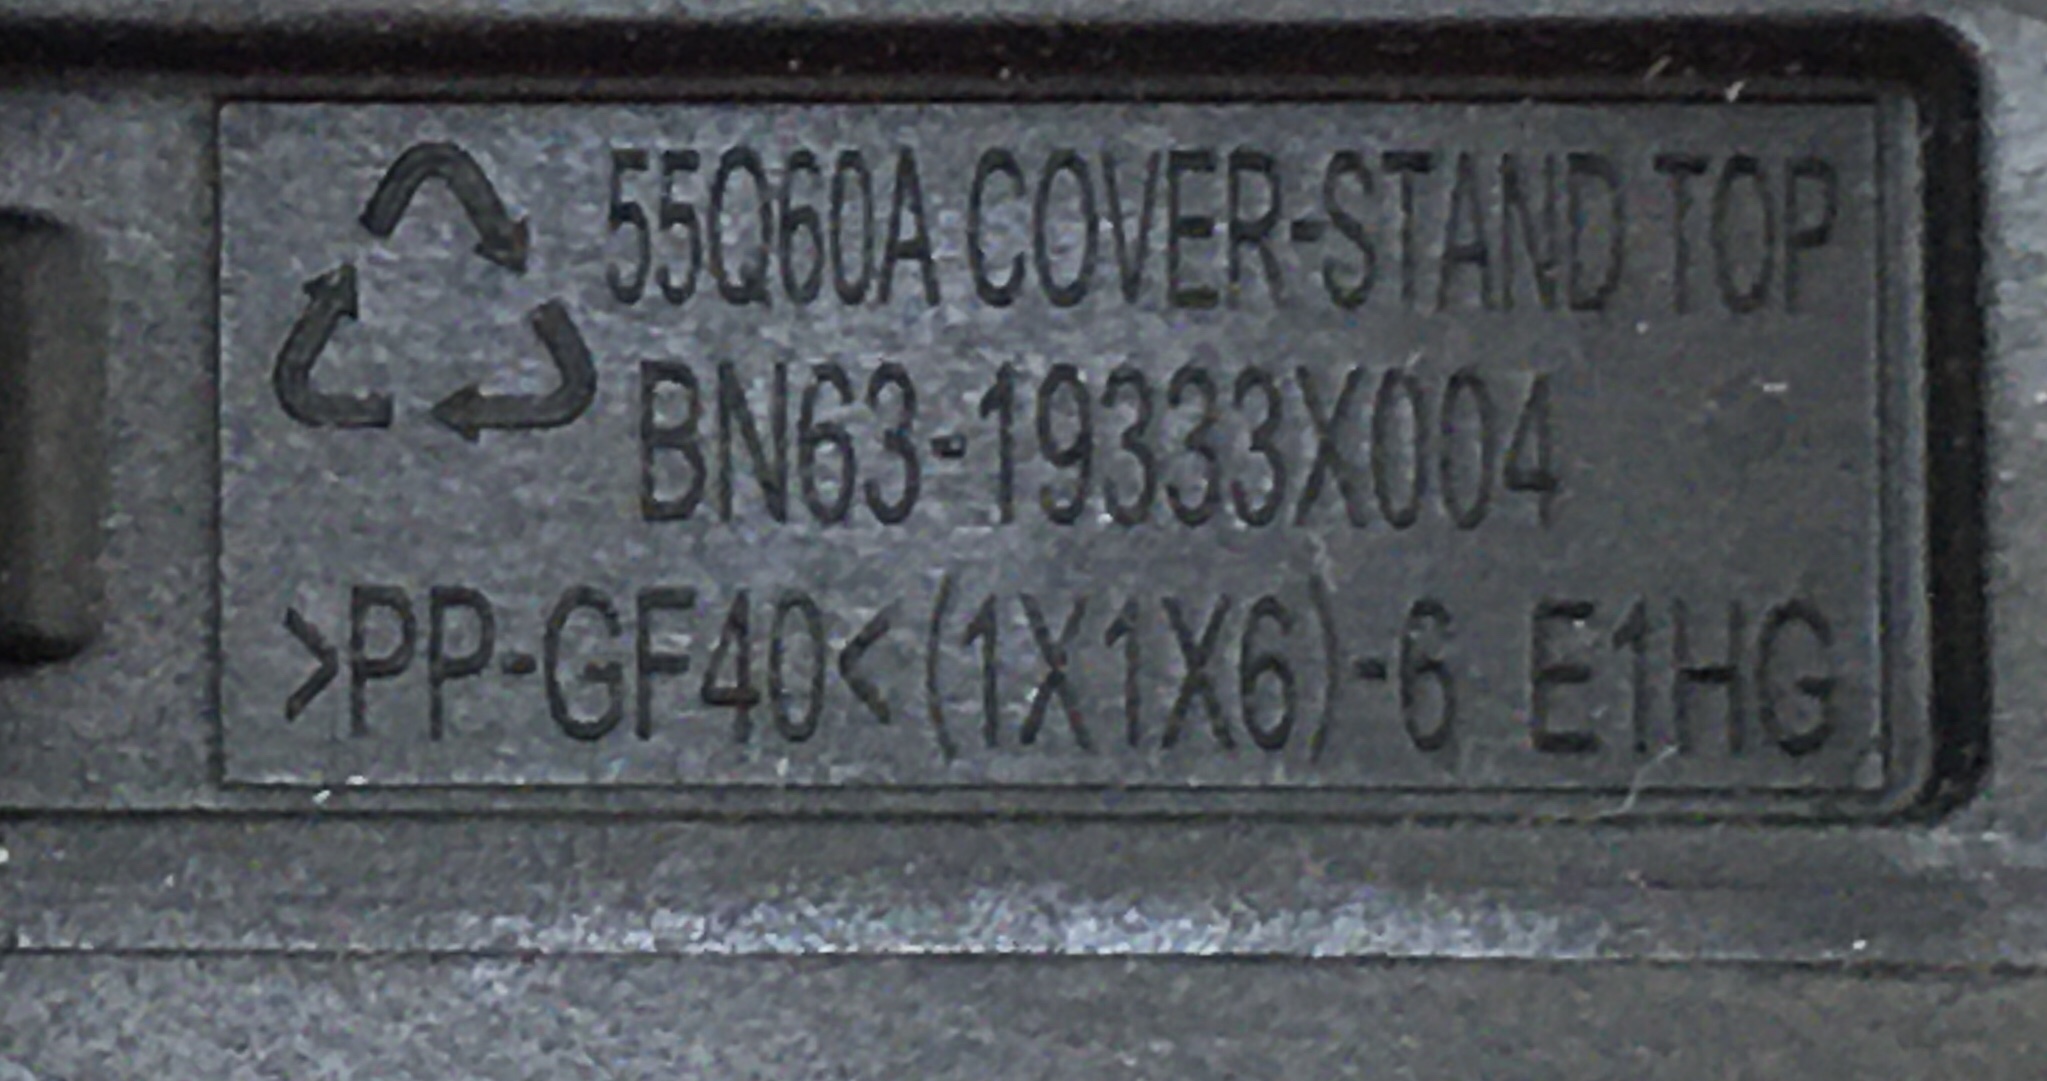 55Q60A COVER-STAND TOP
BN63-19333X004
>PP-GF40<(1X1X6)-6 E1HG